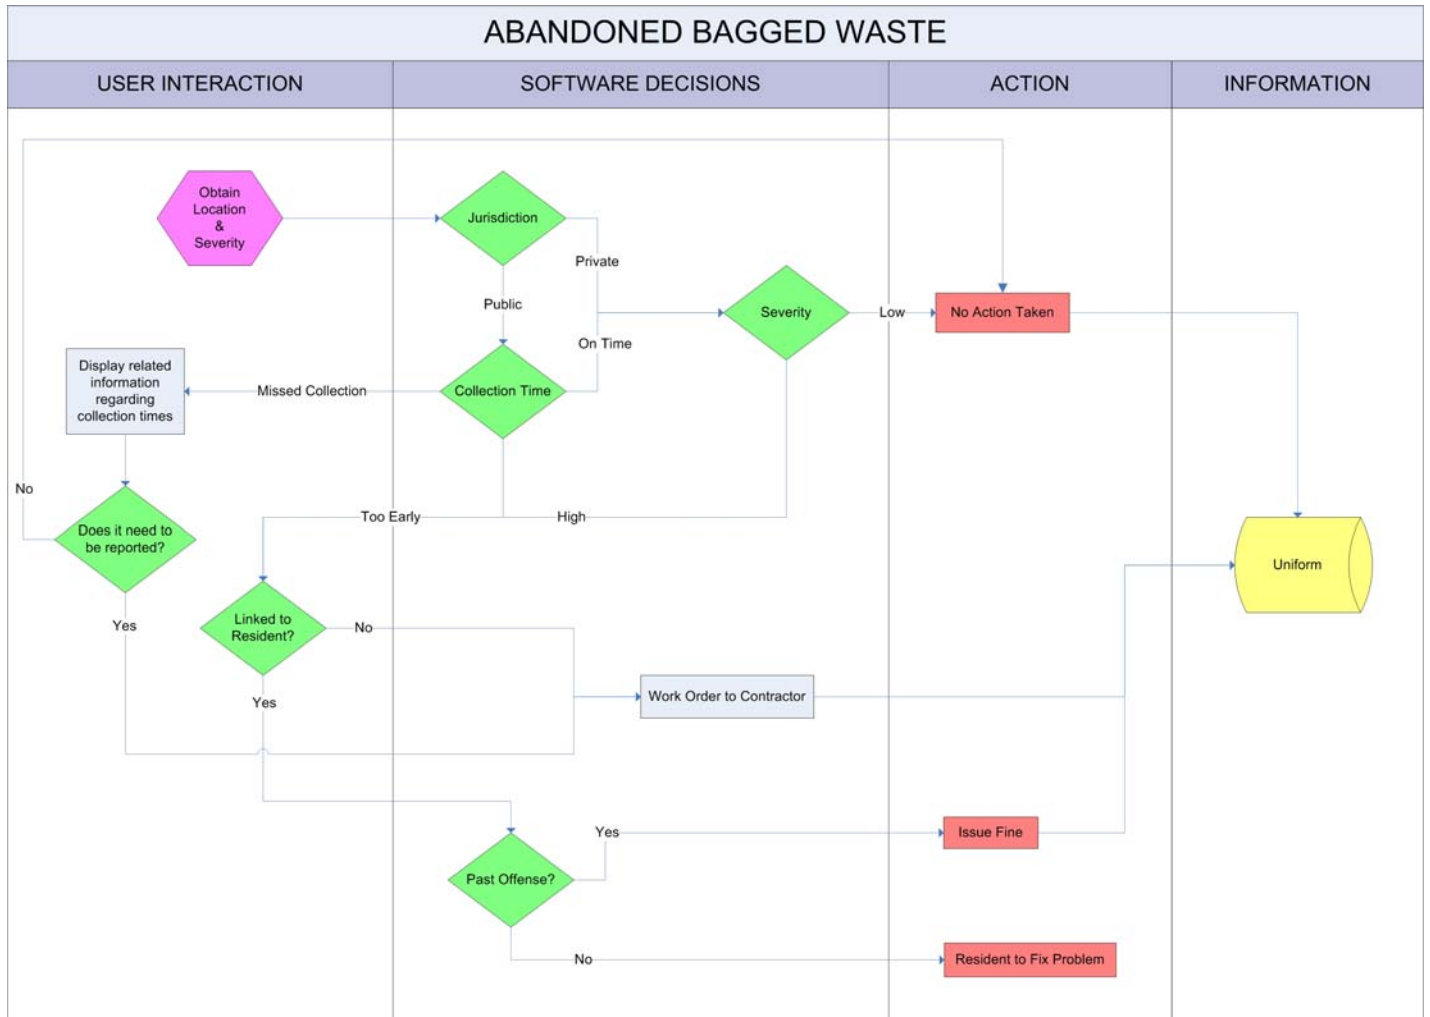 ABANDONED BAGGED WASTE
USER INTERACTION
SOFTWARE DECISIONS
ACTION
INFORMATION
Obtain
Location
&
Severity
Jurisdiction
Private
Public
Severity
Low
No Action Taken
On Time
Display related
information
regarding
collection times
Missed Collection
Collection Time
No
Too Early
High
Does it need to
be reported?
Uniform
Yes
Linked to
Resident?
No
Work Order to Contractor
Yes
Yes
Issue Fine
Past Offense?
No
Resident to Fix Problem